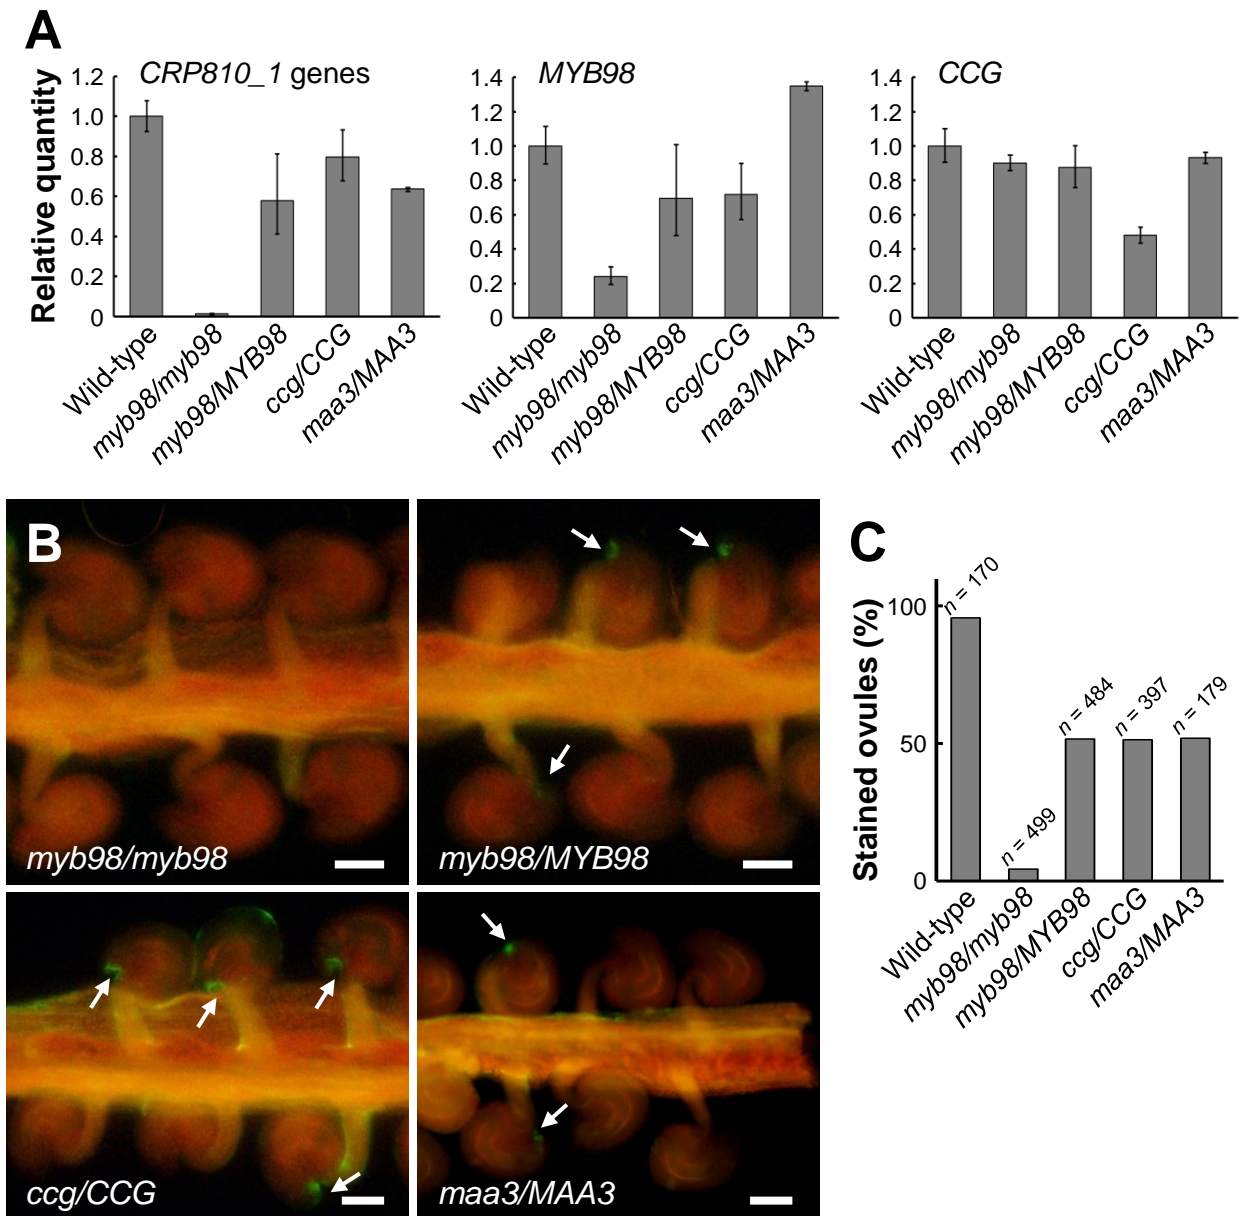 A
CRP810_1 genes
Relative quantity
1.2
1.0
0.8
0.6
0.4
0.2
0
Wild-type
myb98/myb98
myb98/MYB98
ccg/CCG
maa3/MAA3
MYB98
1.4
1.2
1.0
0.8
0.6
0.4
0.2
0
Wild-type
myb98/myb98
myb98/MYB98
ccg/CCG
maa3/MAA3
CCG
1.4
1.2
1.0
0.8
0.6
0.4
0.2
0
Wild-type
myb98/myb98
myb98/MYB98
ccg/CCG
maa3/MAA3
B
myb98/myb98
myb98/MYB98
ccg/CCG
maa3/MAA3
C
Stained ovules (%)
100
50
0
n = 170
n = 499
n = 484
n = 397
n = 179
Wild-type
myb98/myb98
myb98/MYB98
ccg/CCG
maa3/MAA3